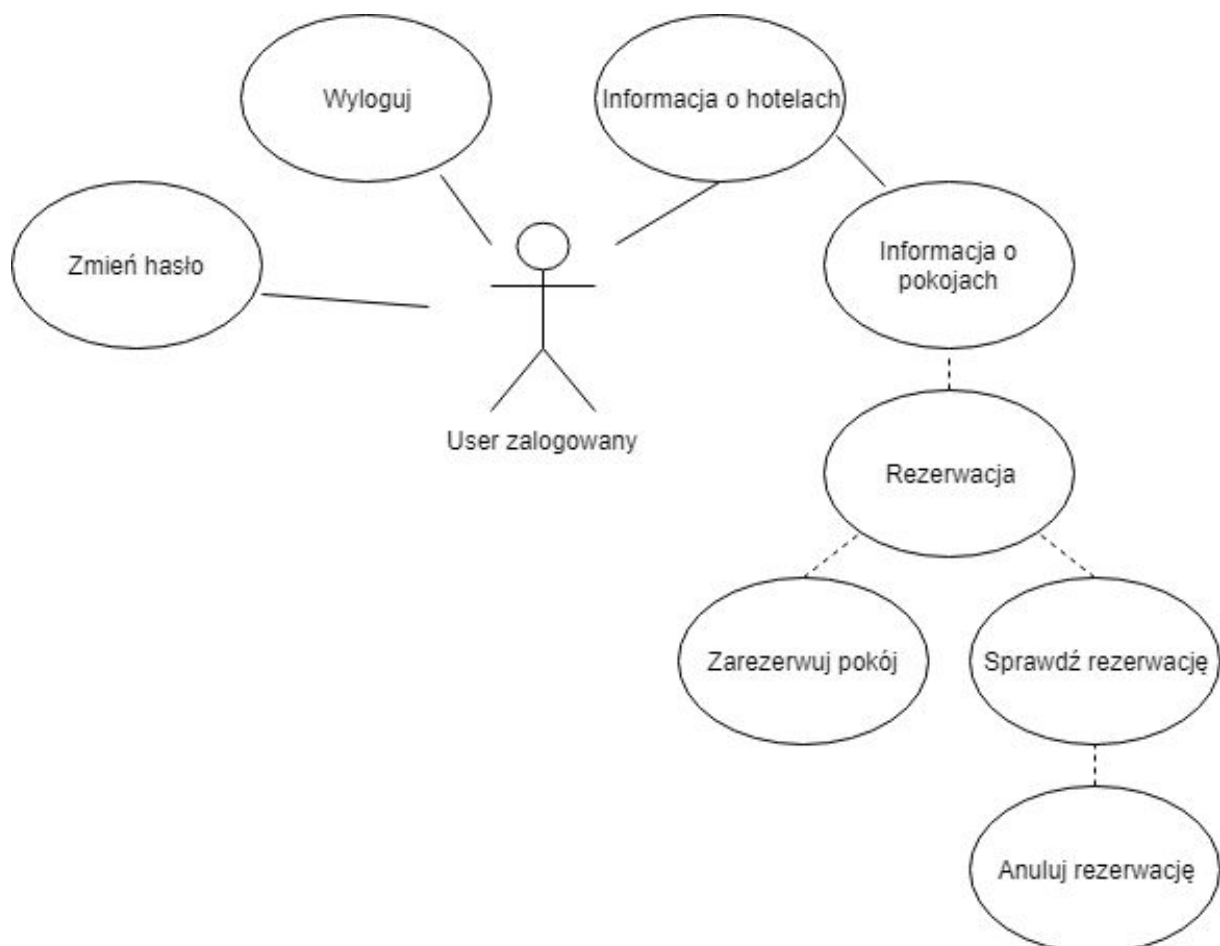 Wyloguj
Informacja o hotelach
Zmień hasło
Informacja o
pokojach
User zalogowany
Rezerwacja
Zarezerwuj pokój
Sprawdź rezerwację
Anuluj rezerwację